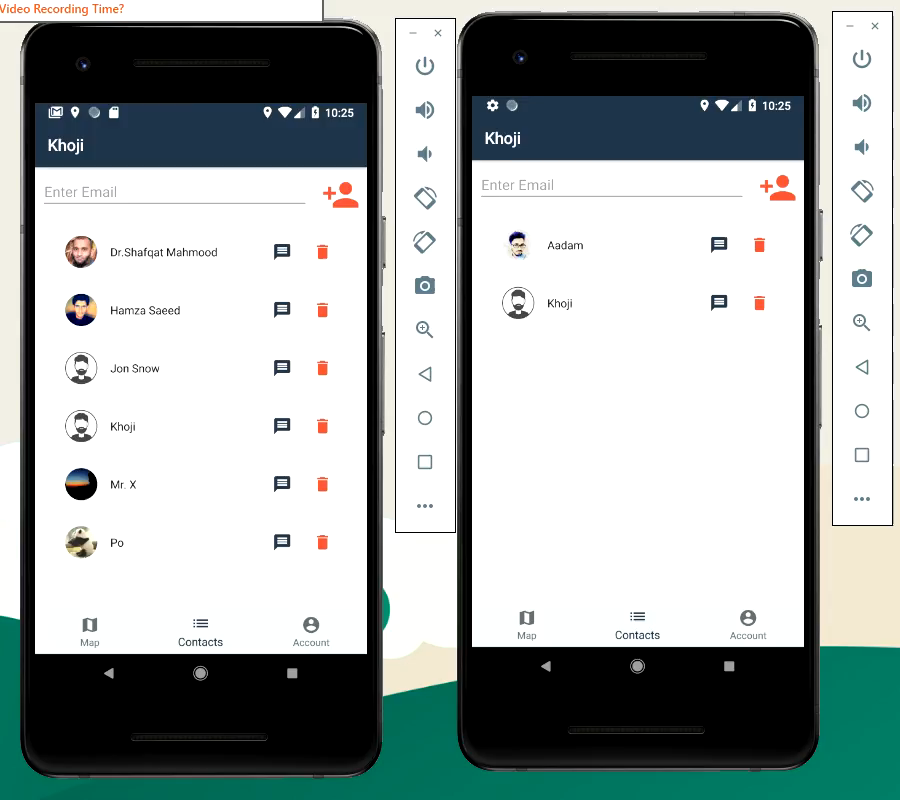 Video Recording Time?
10:25
Khoji
Enter Email
Dr.Shafqat Mahmood
Hamza Saeed
Jon Snow
Khoji
Mr. X
Po
Map
Contacts
Account
10:25
Khoji
Enter Email
Aadam
Khoji
Map
Contacts
Account